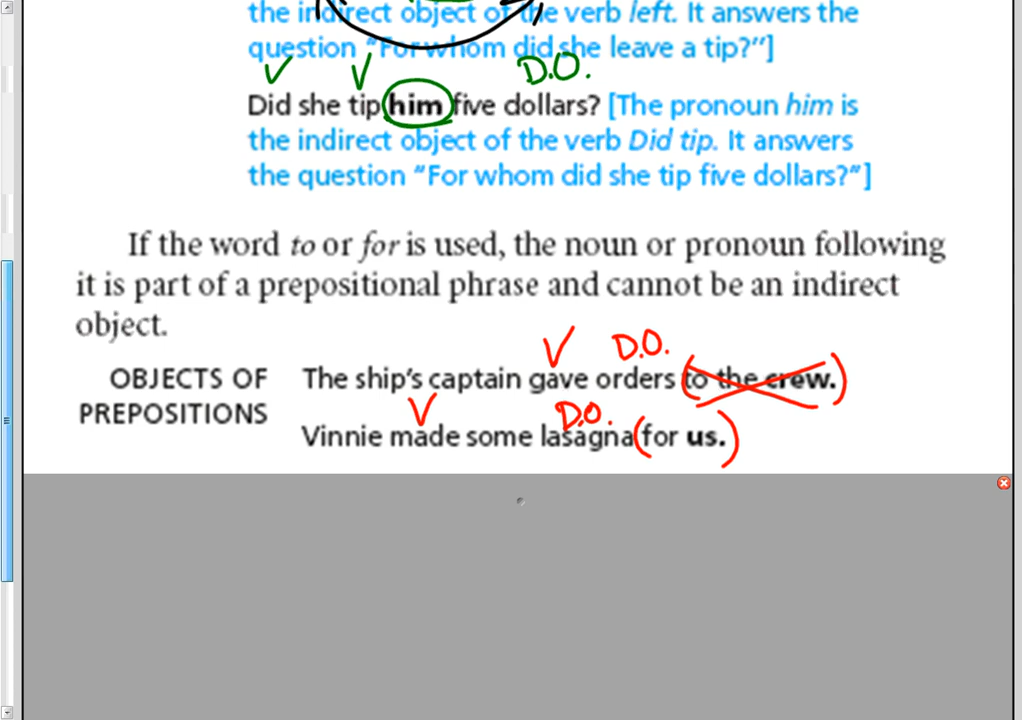 the indirect object of the verb left. It answers the
question "For whom did she leave a tip?"]
V V D.O.
Did she tip him five dollars? [The pronoun him is
the indirect object of the verb Did tip. It answers
the question "For whom did she tip five dollars?"]
If the word to or for is used, the noun or pronoun following
it is part of a prepositional phrase and cannot be an indirect
object.
V D.O.
OBJECTS OF The ship's captain gave orders (to the crew.)
V D.O.
PREPOSITIONS
Vinnie made some lasagna (for us.)